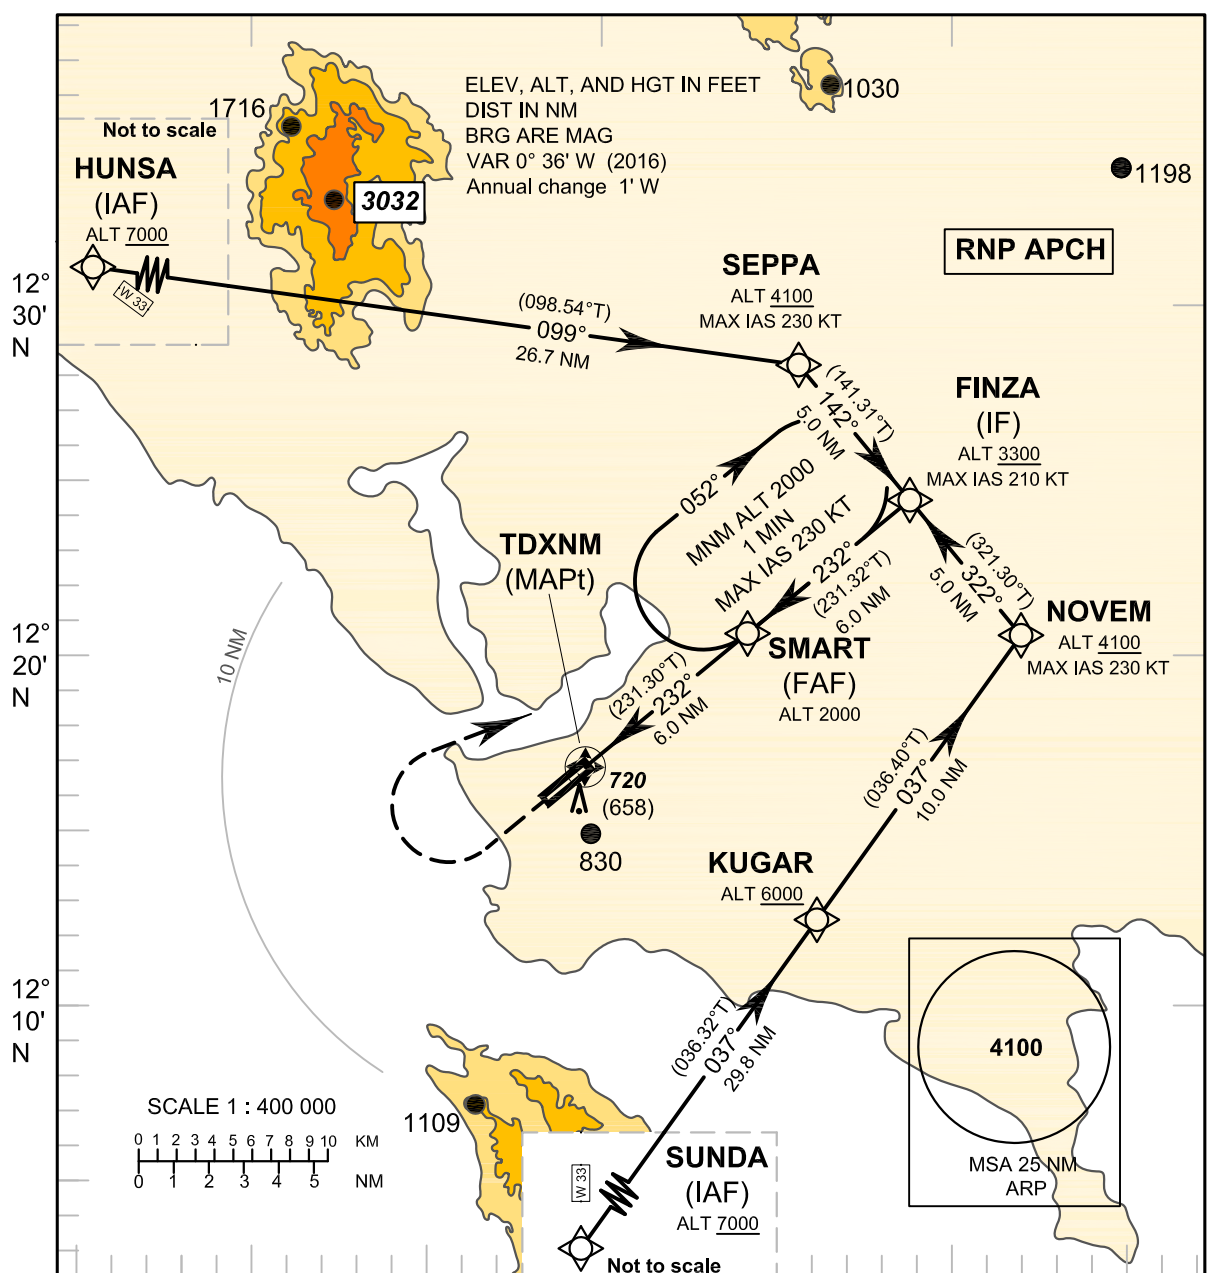 ELEV, ALT, AND HGT IN FEET
DIST IN NM
BRG ARE MAG
VAR 0° 36' W (2016)
Annual change 1' W
1716
3032
1030
1198
Not to scale
HUNSA
(IAF)
ALT 7000
W 33
RNP APCH
12°
30'
N
(098.54°T)
099°
26.7 NM
SEPPA
ALT 4100
MAX IAS 230 KT
(141.31°T)
142°
5.0 NM
FINZA
(IF)
ALT 3300
MAX IAS 210 KT
052°
MNM ALT 2000
1 MIN
MAX IAS 230 KT
232°
(231.32°T)
6.0 NM
(321.30°T)
322°
5.0 NM
TDXNM
(MAPt)
NOVEM
ALT 4100
MAX IAS 230 KT
12°
20'
N
10 NM
SMART
(FAF)
ALT 2000
(231.30°T)
232°
6.0 NM
720
(658)
830
(036.40°T)
037°
10.0 NM
KUGAR
ALT 6000
12°
10'
N
(036.32°T)
037°
29.8 NM
4100
MSA 25 NM
ARP
1109
SCALE 1 : 400 000
0 1 2 3 4 5 6 7 8 9 10 KM
0 1 2 3 4 5 NM
SUNDA
(IAF)
ALT 7000
W 33
Not to scale